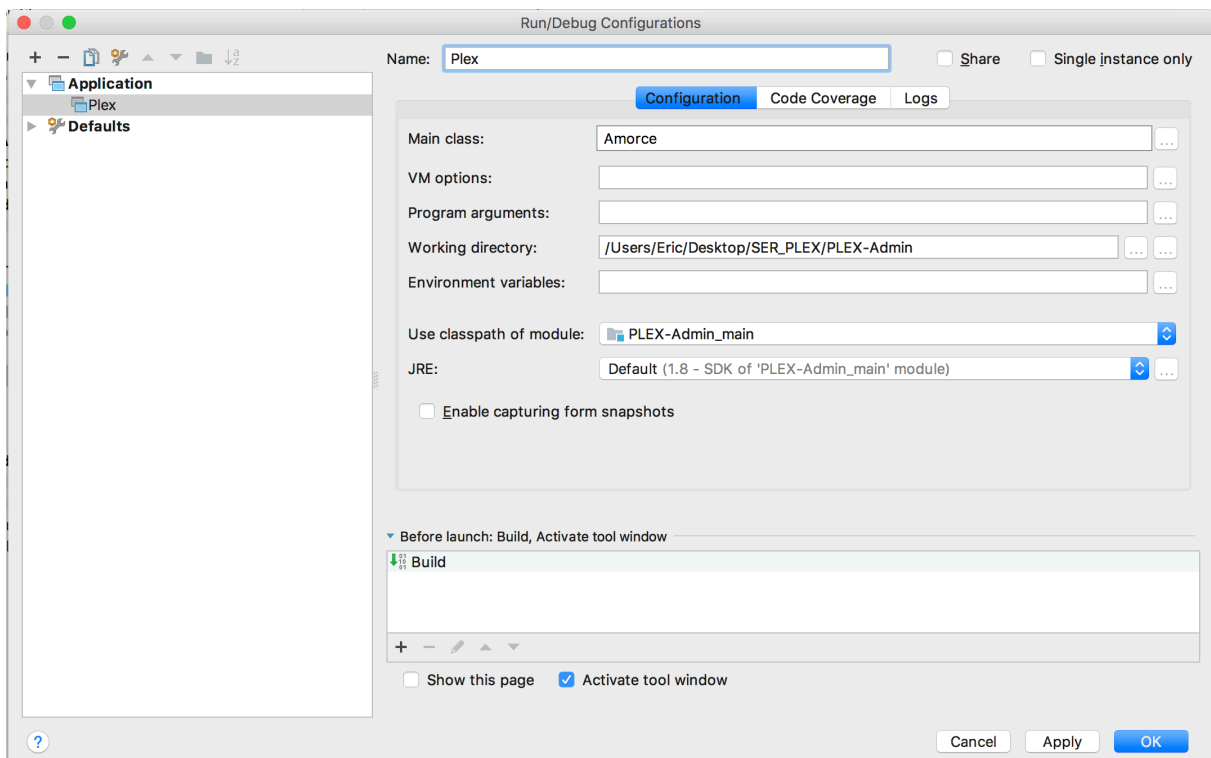 Run/Debug Configurations
Name: Plex Share Single instance only
Application
Plex
Defaults
Configuration Code Coverage Logs
Main class: Amorce ...
VM options: ...
Program arguments: ...
Working directory: /Users/Eric/Desktop/SER_PLEX/PLEX-Admin ... ...
Environment variables: ...
Use classpath of module: PLEX-Admin_main
JRE: Default (1.8 - SDK of 'PLEX-Admin_main' module) ...
Enable capturing form snapshots
Before launch: Build, Activate tool window
Build
Show this page Activate tool window
? Cancel Apply OK